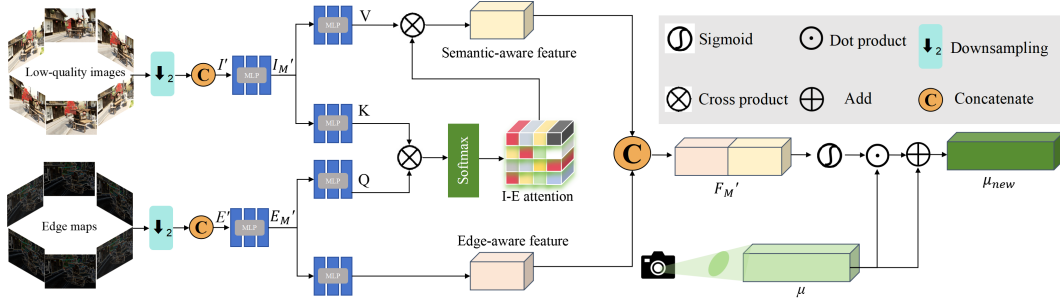 Low-quality images
2
C
I'
MLP
I_M'
MLP
V
Semantic-aware feature
MLP
K
Softmax
I-E attention
MLP
Q
Edge maps
2
C
E'
MLP
E_M'
MLP
Edge-aware feature
C
F_M'
μ
μ_new
Sigmoid
Dot product
2
Downsampling
Cross product
Add
C
Concatenate